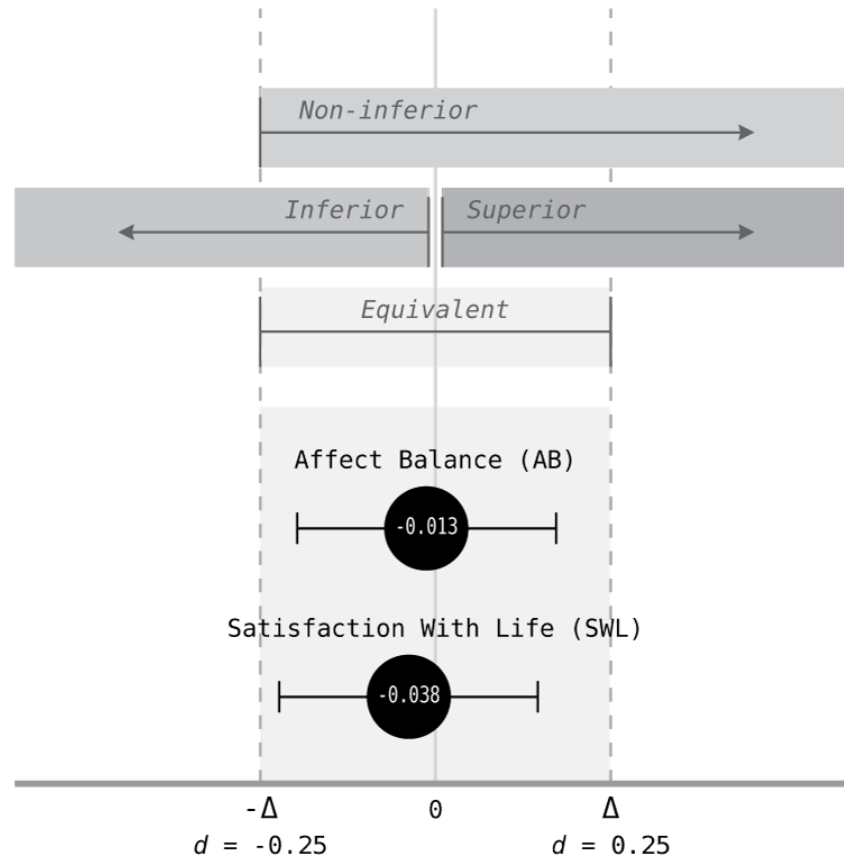 Non-inferior
Inferior Superior
Equivalent
Affect Balance (AB)
-0.013
Satisfaction With Life (SWL)
-0.038
-Δ 0 Δ
d = -0.25 d = 0.25